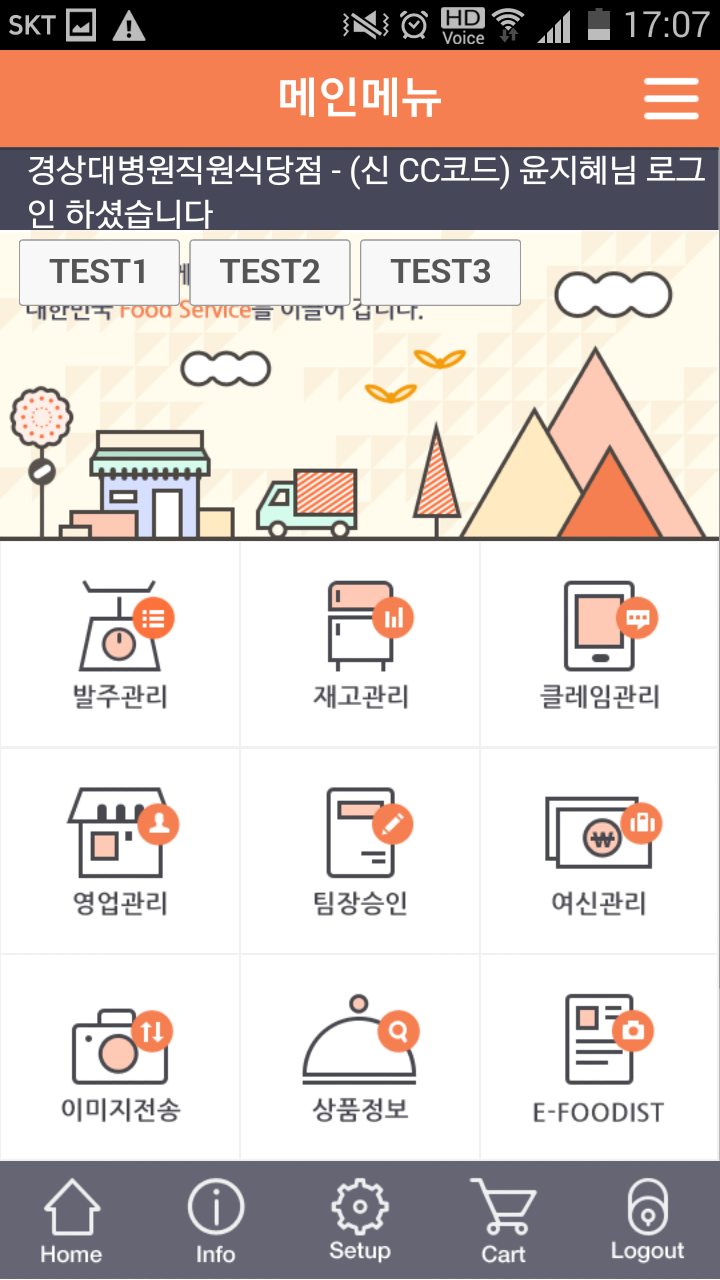 SKT HD Voice 17:07
메인메뉴
경상대병원직원식당점 - (신 CC코드) 윤지혜님 로그
인 하셨습니다
TEST1 TEST2 TEST3
대한민국 Food Service를 이끌어 갑니다.
발주관리 재고관리 클레임관리
영업관리 팀장승인 여신관리
이미지전송 상품정보 E-FOODIST
Home Info Setup Cart Logout